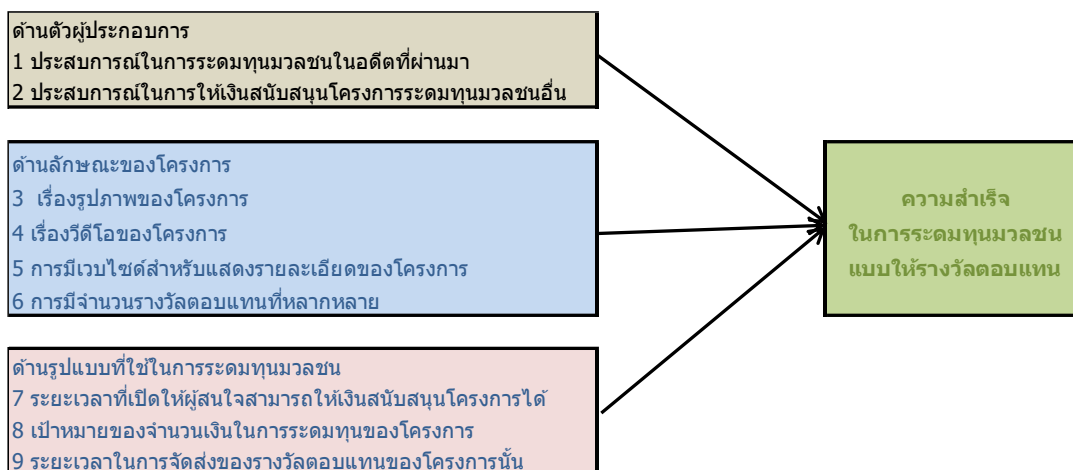 ด้านตัวผู้ประกอบการ
1 ประสบการณ์ในการระดมทุนมวลชนในอดีตที่ผ่านมา
2 ประสบการณ์ในการให้เงินสนับสนุนโครงการระดมทุนมวลชนอื่น
ด้านลักษณะของโครงการ
3 เรื่องรูปภาพของโครงการ
4 เรื่องวีดีโอของโครงการ
5 การมีเวบไซด์สำหรับแสดงรายละเอียดของโครงการ
6 การมีจำนวนรางวัลตอบแทนที่หลากหลาย
ด้านรูปแบบที่ใช้ในการระดมทุนมวลชน
7 ระยะเวลาที่เปิดให้ผู้สนใจสามารถให้เงินสนับสนุนโครงการได้
8 เป้าหมายของจำนวนเงินในการระดมทุนของโครงการ
9 ระยะเวลาในการจัดส่งของรางวัลตอบแทนของโครงการนั้น
ความสำเร็จ
ในการระดมทุนมวลชน
แบบให้รางวัลตอบแทน